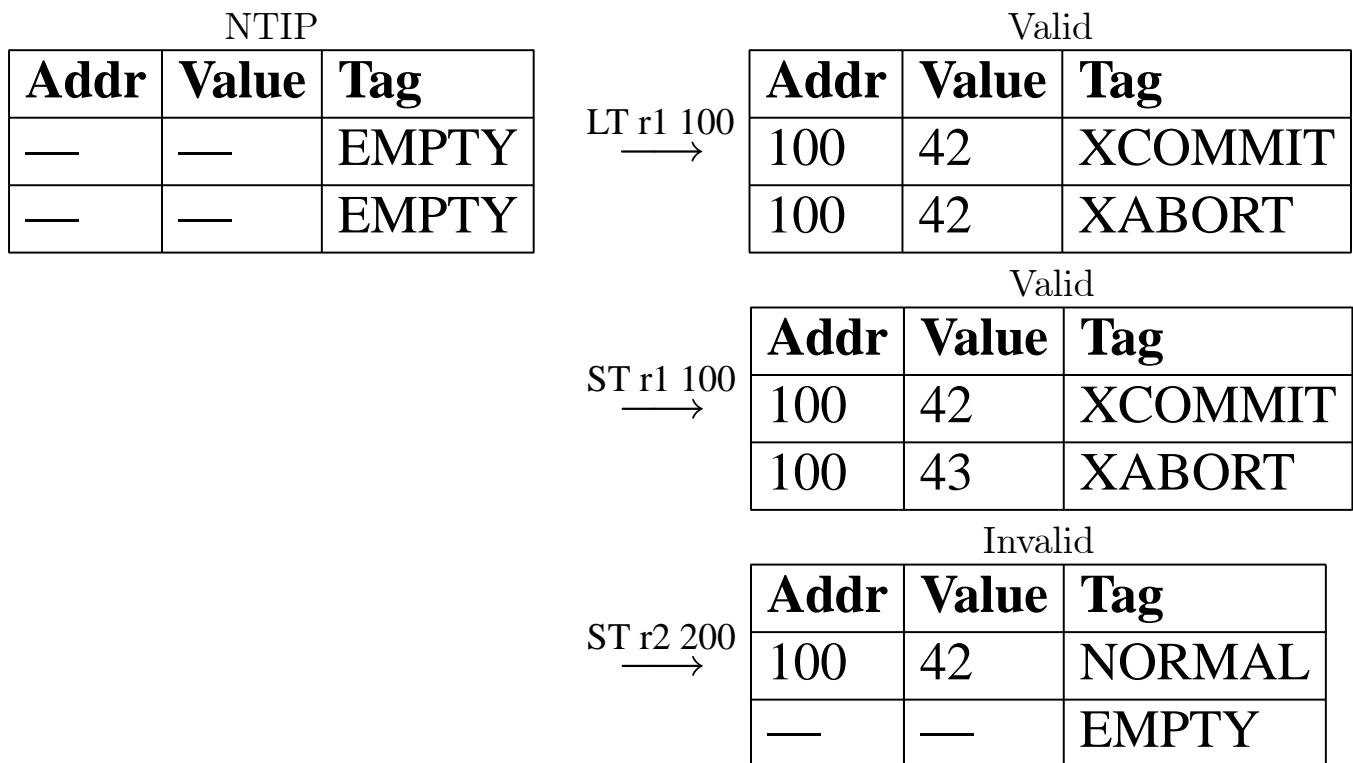 NTIP
Addr Value Tag
— — EMPTY
— — EMPTY
LT r1 100
⟶
Valid
Addr Value Tag
100 42 XCOMMIT
100 42 XABORT
ST r1 100
⟶
Valid
Addr Value Tag
100 42 XCOMMIT
100 43 XABORT
ST r2 200
⟶
Invalid
Addr Value Tag
100 42 NORMAL
— — EMPTY